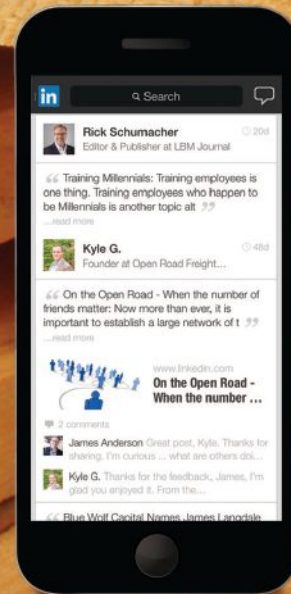 in
Search
Rick Schumacher
20d
Editor & Publisher at LBM Journal
Training Millennials: Training employees is
one thing. Training employees who happen to
be Millennials is another topic alt
...read more
Kyle G.
48d
Founder at Open Road Freight...
On the Open Road - When the number of
friends matter: Now more than ever, it is
important to establish a large network of t
...read more
www.linkedin.com
On the Open Road -
When the number ...
2 comments
James Anderson Great post, Kyle. Thanks for
sharing. I'm curious ... what are others doi...
Kyle G. Thanks for the feedback, James, I'm
glad you enjoyed it. From the...
Blue Wolf Capital Names James Langdale